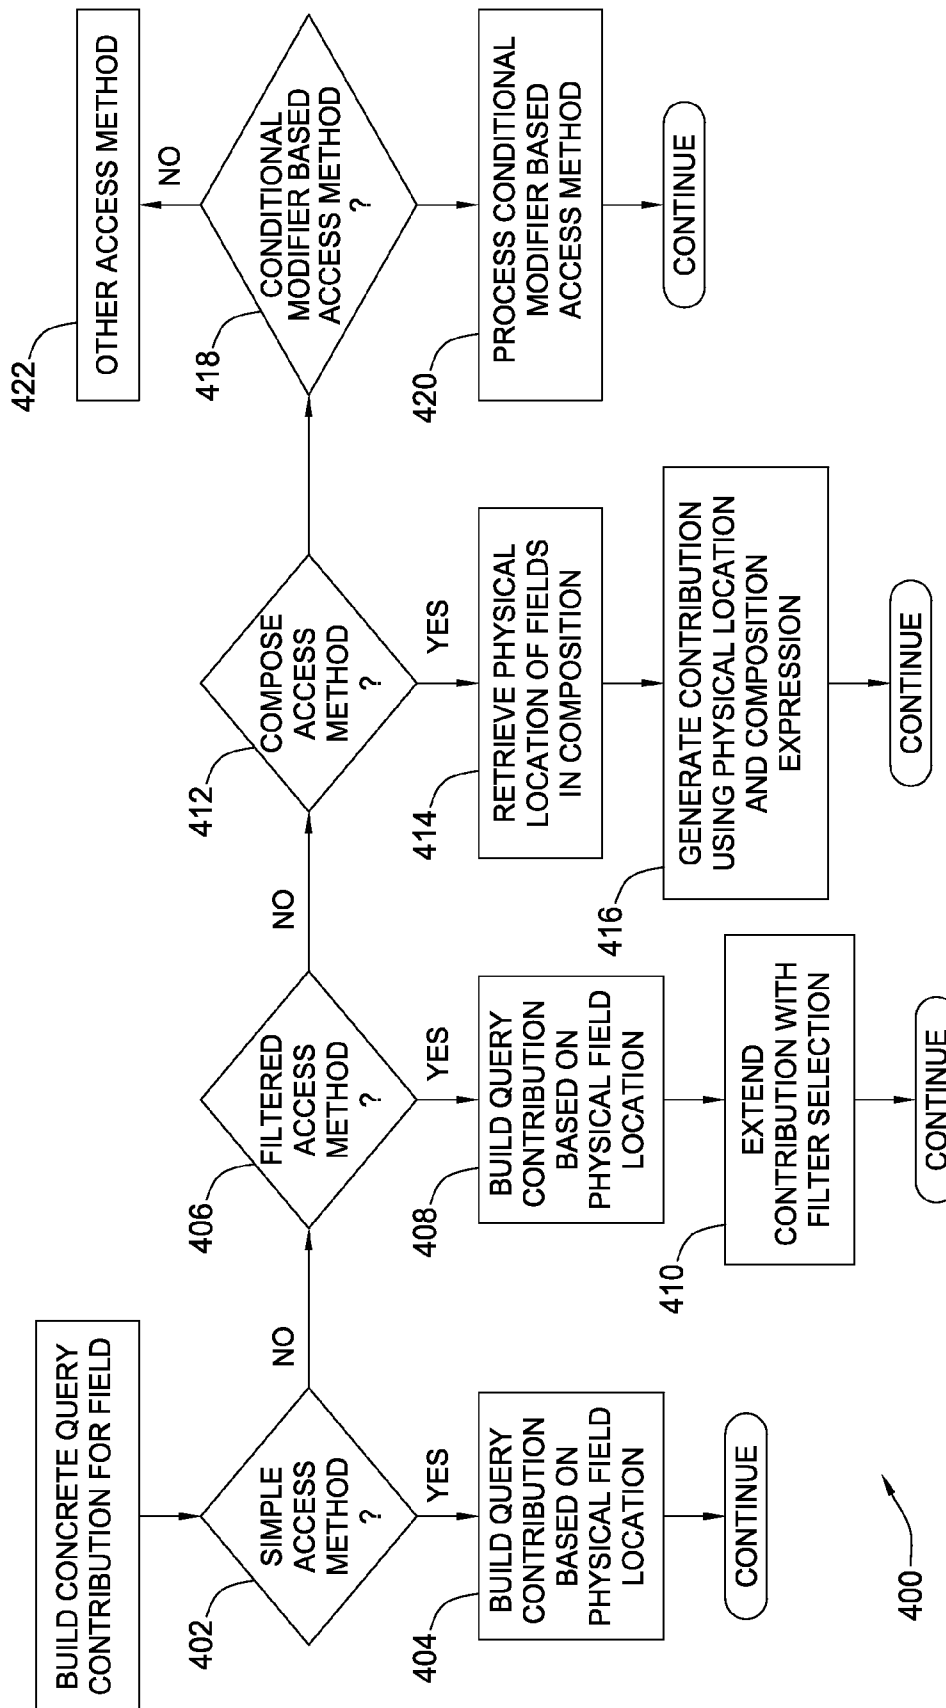 BUILD CONCRETE QUERY
CONTRIBUTION FOR FIELD
402
SIMPLE
ACCESS
METHOD
?
NO
YES
404
BUILD QUERY
CONTRIBUTION
BASED ON
PHYSICAL FIELD
LOCATION
CONTINUE
406
FILTERED
ACCESS
METHOD
?
NO
YES
408
BUILD QUERY
CONTRIBUTION
BASED ON
PHYSICAL FIELD
LOCATION
410
EXTEND
CONTRIBUTION WITH
FILTER SELECTION
CONTINUE
412
COMPOSE
ACCESS
METHOD
?
YES
414
RETRIEVE PHYSICAL
LOCATION OF FIELDS
IN COMPOSITION
416
GENERATE CONTRIBUTION
USING PHYSICAL LOCATION
AND COMPOSITION
EXPRESSION
CONTINUE
418
CONDITIONAL
MODIFIER BASED
ACCESS METHOD
?
NO
422
OTHER ACCESS METHOD
420
PROCESS CONDITIONAL
MODIFIER BASED
ACCESS METHOD
CONTINUE
400